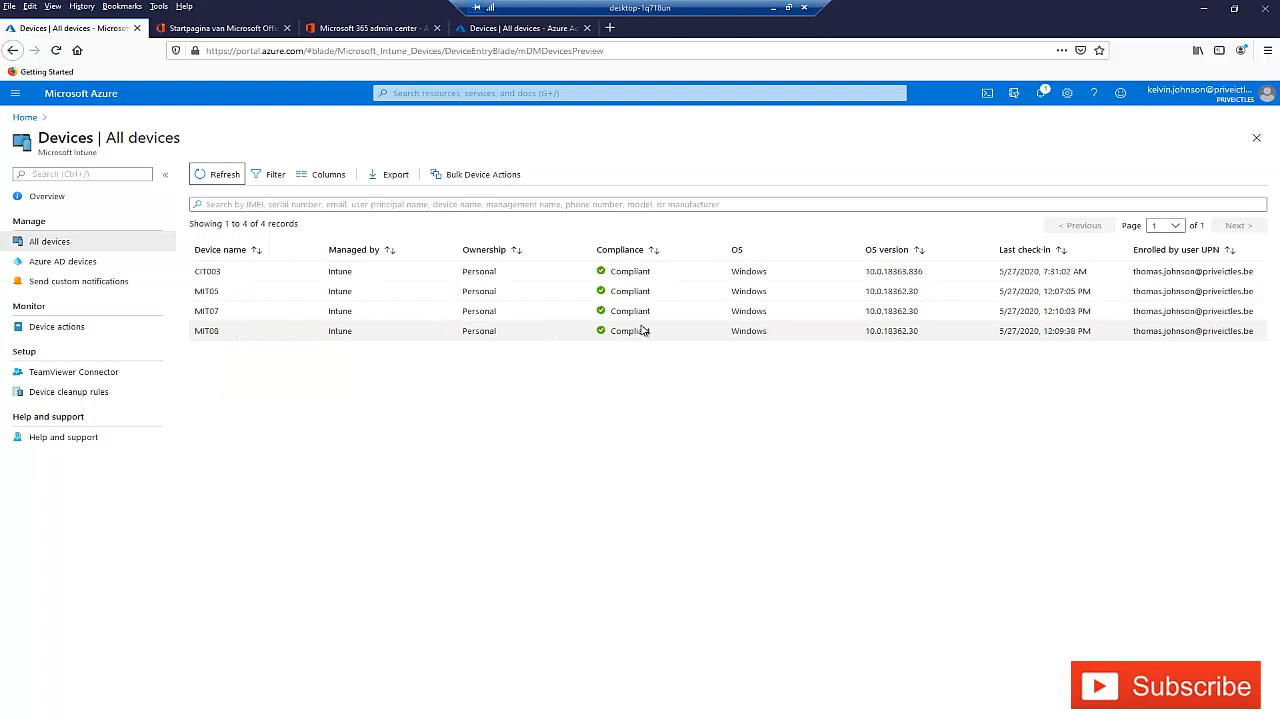 File Edit View History Bookmarks Tools Help
desktop-1q718un
Devices | All devices - Microsoft
Startpagina van Microsoft Offi
Microsoft 365 admin center - A
Devices | All devices - Azure Ac
https://portal.azure.com/#blade/Microsoft_Intune_Devices/DeviceEntryBlade/mDMDevicesPreview
Getting Started
Microsoft Azure
Search resources, services, and docs (G+/)
1
kelvin.johnson@priveictl...
PRIVEICTLES
Home >
Devices | All devices
Microsoft Intune
Search (Ctrl+/)
«
Overview
Manage
All devices
Azure AD devices
Send custom notifications
Monitor
Device actions
Setup
TeamViewer Connector
Device cleanup rules
Help and support
Help and support
Refresh Filter Columns Export Bulk Device Actions
Search by IMEI, serial number, email, user principal name, device name, management name, phone number, model, or manufacturer
Showing 1 to 4 of 4 records
< Previous Page 1 of 1 Next >
Device name Managed by Ownership Compliance OS OS version Last check-in Enrolled by user UPN
CIT003 Intune Personal Compliant Windows 10.0.18363.836 5/27/2020, 7:31:02 AM thomas.johnson@priveictles.be
MIT05 Intune Personal Compliant Windows 10.0.18362.30 5/27/2020, 12:07:05 PM thomas.johnson@priveictles.be
MIT07 Intune Personal Compliant Windows 10.0.18362.30 5/27/2020, 12:10:03 PM thomas.johnson@priveictles.be
MIT08 Intune Personal Compliant Windows 10.0.18362.30 5/27/2020, 12:09:38 PM thomas.johnson@priveictles.be
Subscribe